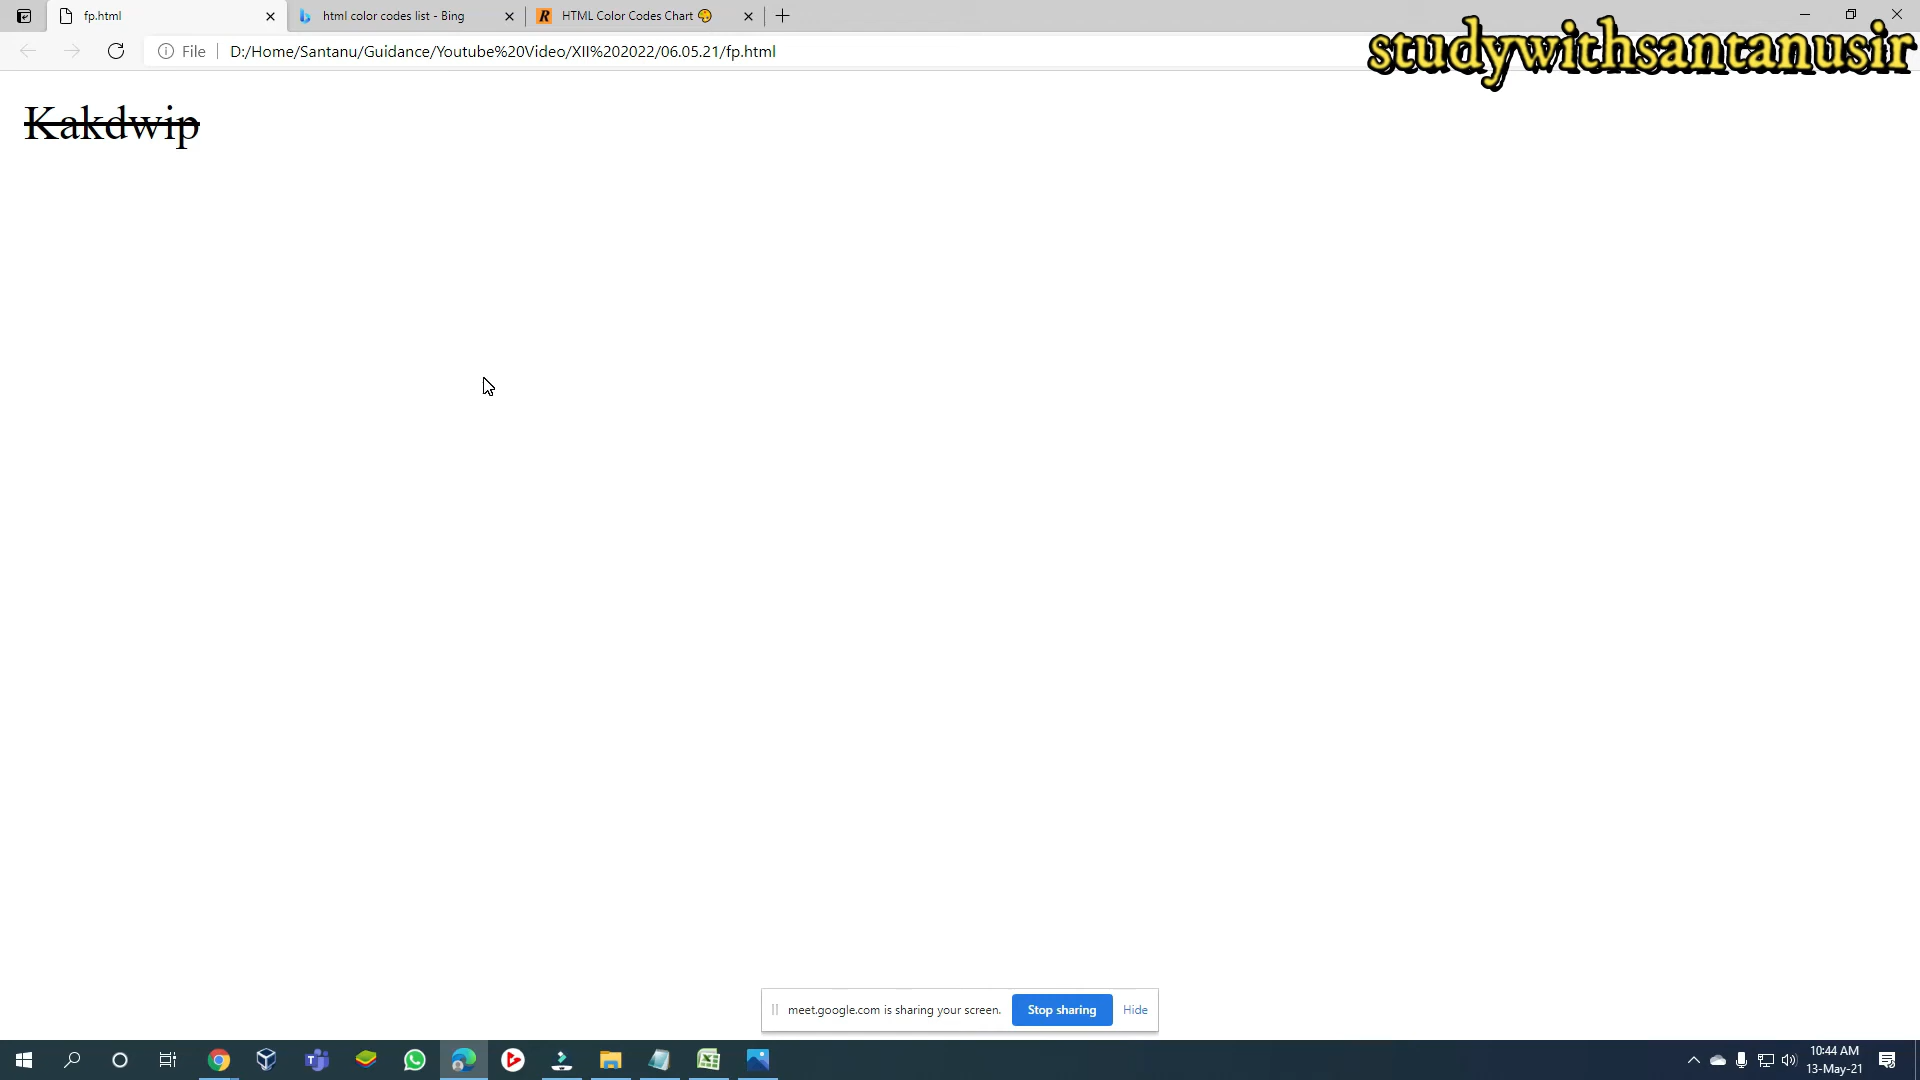 fp.html
html color codes list - Bing
HTML Color Codes Chart
File
D:/Home/Santanu/Guidance/Youtube%20Video/XII%202022/06.05.21/fp.html
studywithsantanusir
Kakdwip
meet.google.com is sharing your screen.
Stop sharing
Hide
10:44 AM
13-May-21